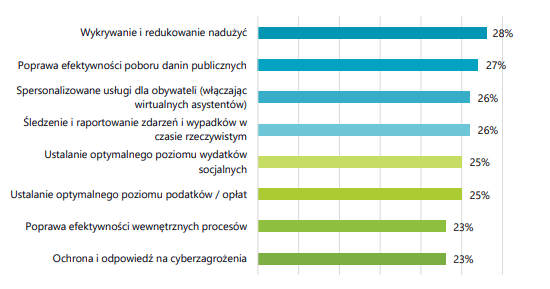 Wykrywanie i redukowanie nadużyć
28%
Poprawa efektywności poboru danin publicznych
27%
Spersonalizowane usługi dla obywateli (włączając
wirtualnych asystentów)
26%
Śledzenie i raportowanie zdarzeń i wypadków w
czasie rzeczywistym
26%
Ustalanie optymalnego poziomu wydatków
socjalnych
25%
Ustalanie optymalnego poziomu podatków / opłat
25%
Poprawa efektywności wewnętrznych procesów
23%
Ochrona i odpowiedź na cyberzagrożenia
23%